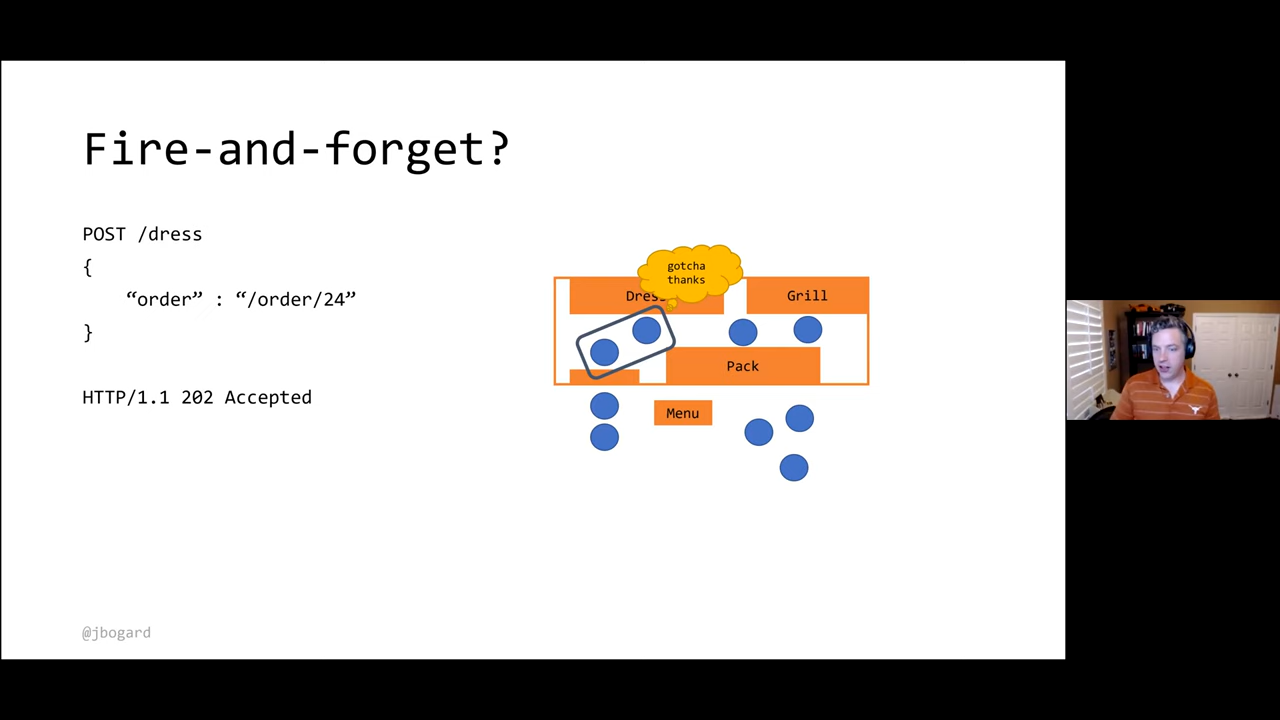 Fire-and-forget?
POST /dress
{
“order” : “/order/24”
}
HTTP/1.1 202 Accepted
gotcha
thanks
Dress
Grill
Pack
Menu
@jbogard